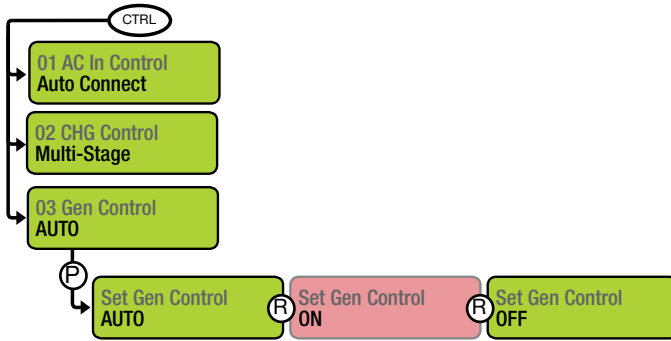 CTRL
01 AC In Control
Auto Connect
02 CHG Control
Multi-Stage
03 Gen Control
AUTO
P
Set Gen Control
AUTO
R
Set Gen Control
ON
R
Set Gen Control
OFF